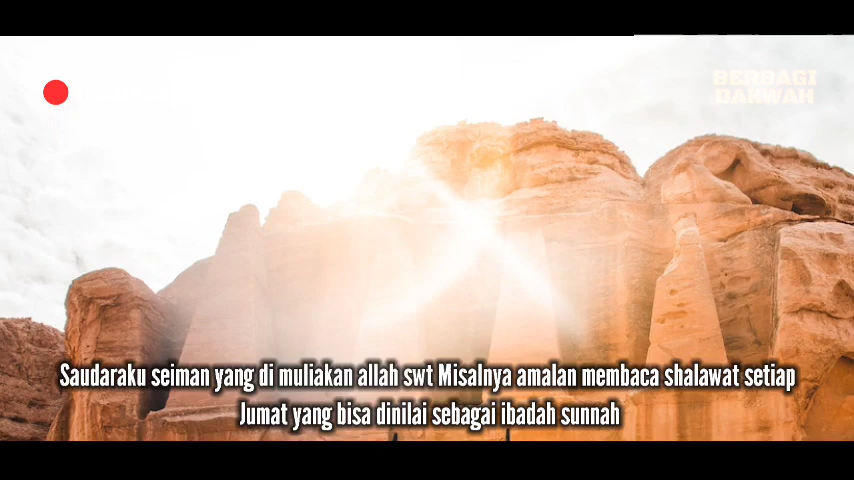 BERBAGI
DAKWAH
Saudaraku seiman yang di muliakan allah swt Misalnya amalan membaca shalawat setiap
Jumat yang bisa dinilai sebagai ibadah sunnah